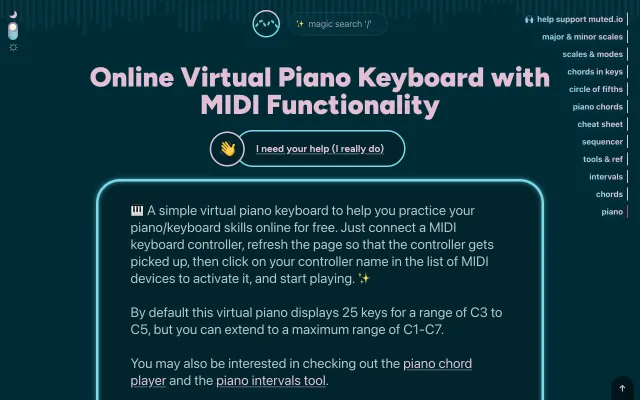 ✨ magic search '/'
🙌 help support muted.io
major & minor scales
scales & modes
chords in keys
circle of fifths
piano chords
cheat sheet
sequencer
tools & ref
intervals
chords
piano
Online Virtual Piano Keyboard with
MIDI Functionality
👋 I need your help (I really do)
🎹 A simple virtual piano keyboard to help you practice your
piano/keyboard skills online for free. Just connect a MIDI
keyboard controller, refresh the page so that the controller gets
picked up, then click on your controller name in the list of MIDI
devices to activate it, and start playing. ✨
By default this virtual piano displays 25 keys for a range of C3 to
C5, but you can extend to a maximum range of C1-C7.
You may also be interested in checking out the piano chord
player and the piano intervals tool.